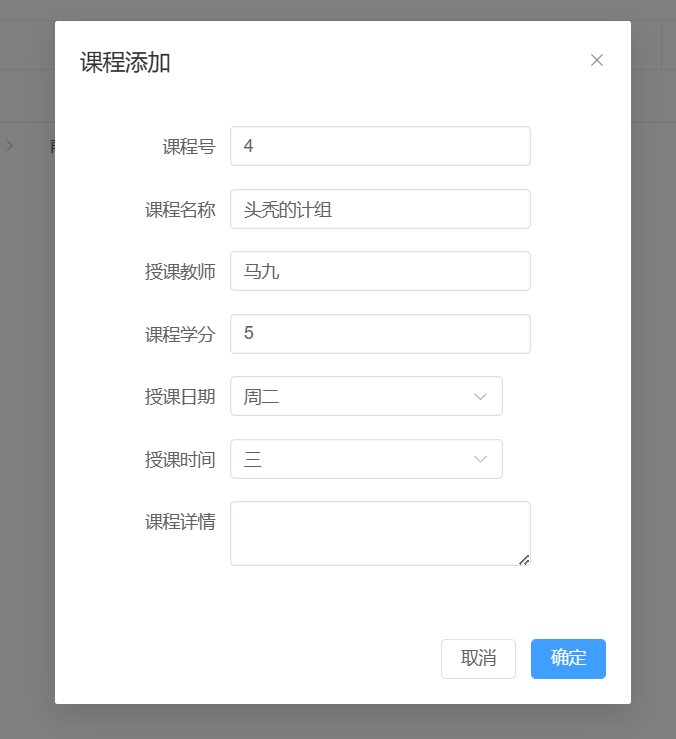 课程添加
课程号 4
课程名称 头秃的计组
授课教师 马九
课程学分 5
授课日期 周二
授课时间 三
课程详情
取消 确定